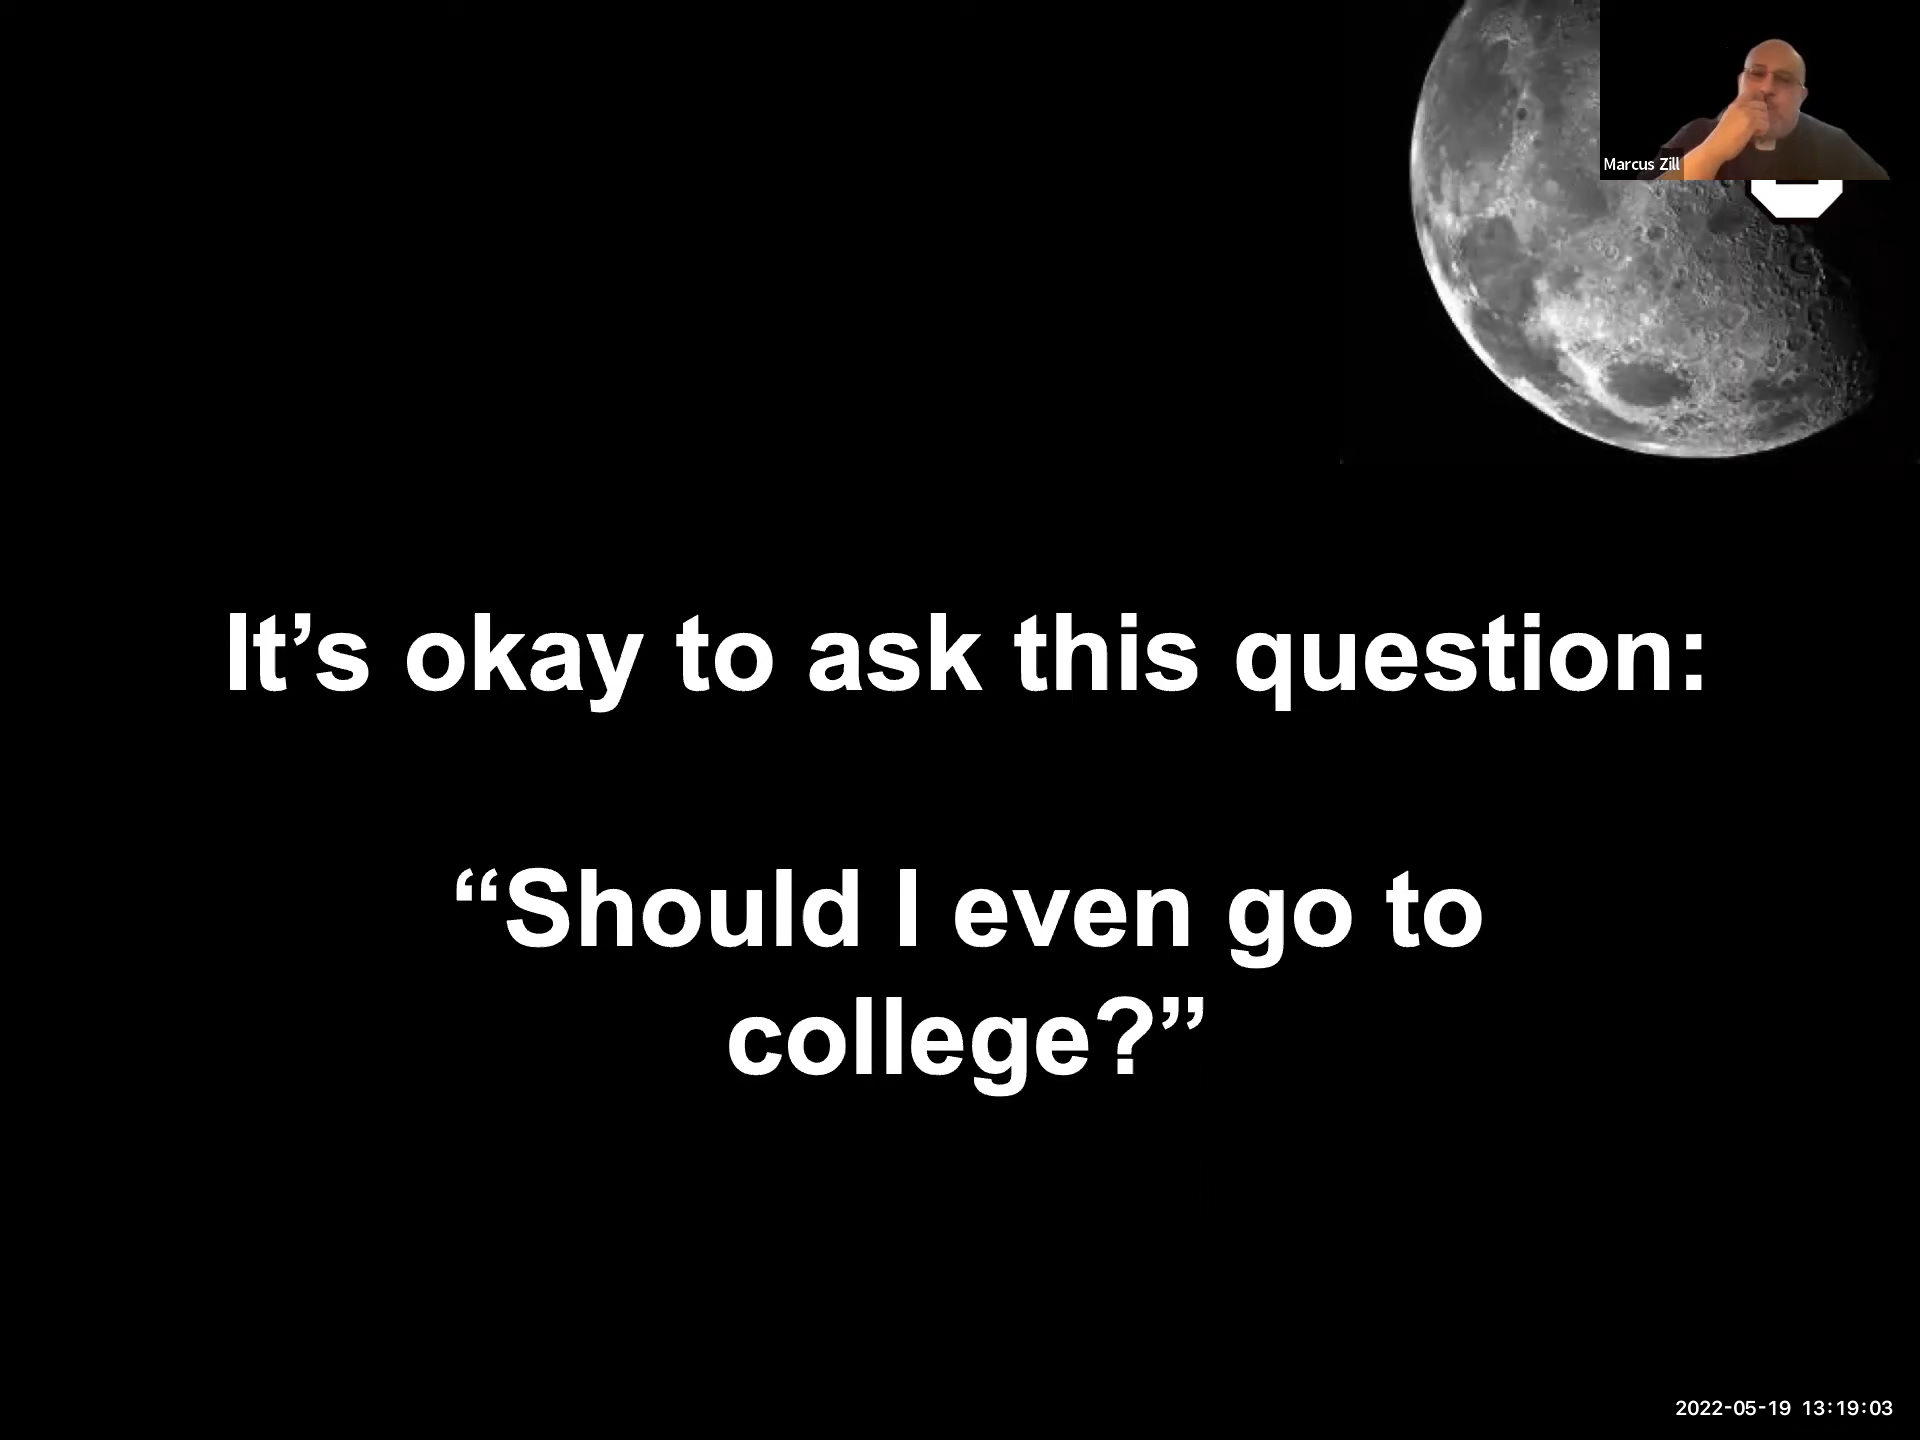 Marcus Zill
It’s okay to ask this question:
“Should I even go to
college?”
2022-05-19 13:19:03